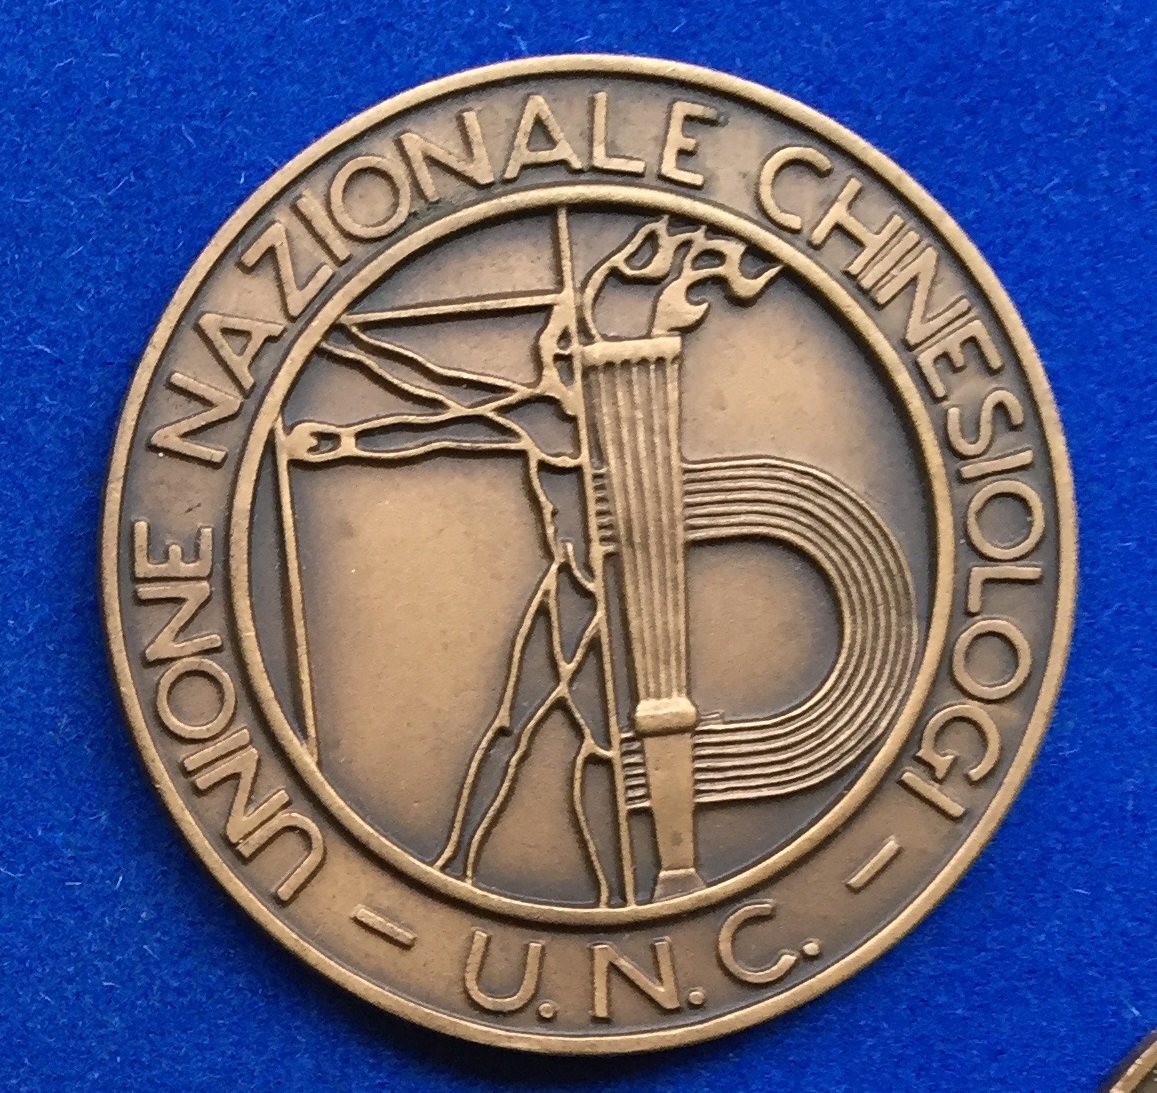 UNIONE NAZIONALE CHINESIOLOGI
- U.N.C. -